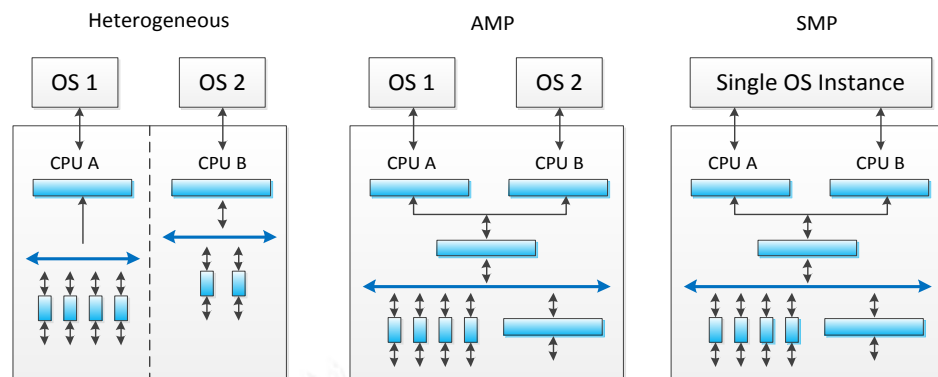 Heterogeneous
AMP
SMP
OS 1
OS 2
OS 1
OS 2
Single OS Instance
CPU A
CPU B
CPU A
CPU B
CPU A
CPU B